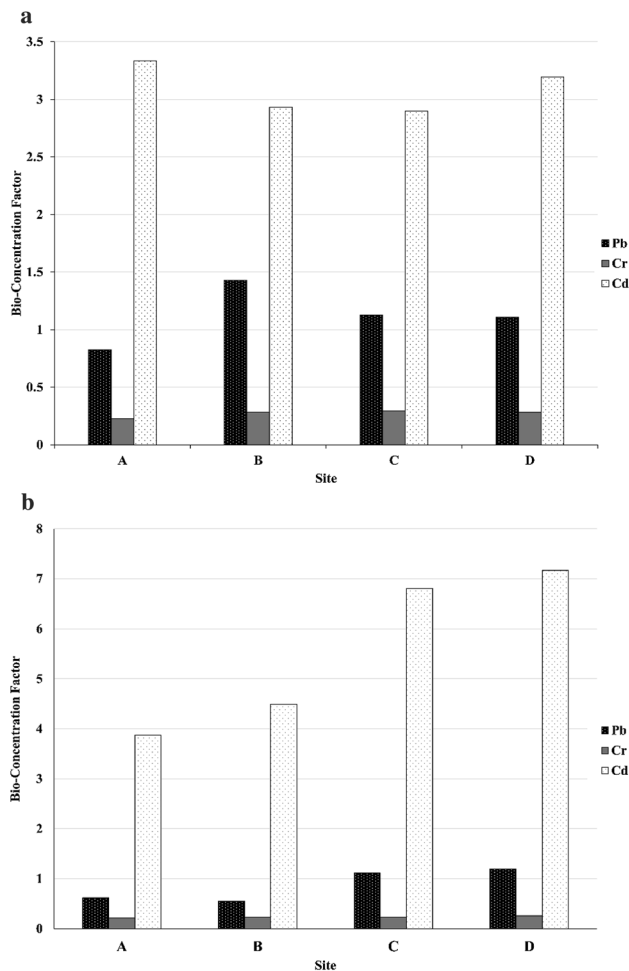 a
3.5
3
2.5
2
1.5
1
0.5
0
Bio-Concentration Factor
A B C D
Site
Pb
Cr
Cd
b
8
7
6
5
4
3
2
1
0
Bio-Concentration Factor
A B C D
Site
Pb
Cr
Cd